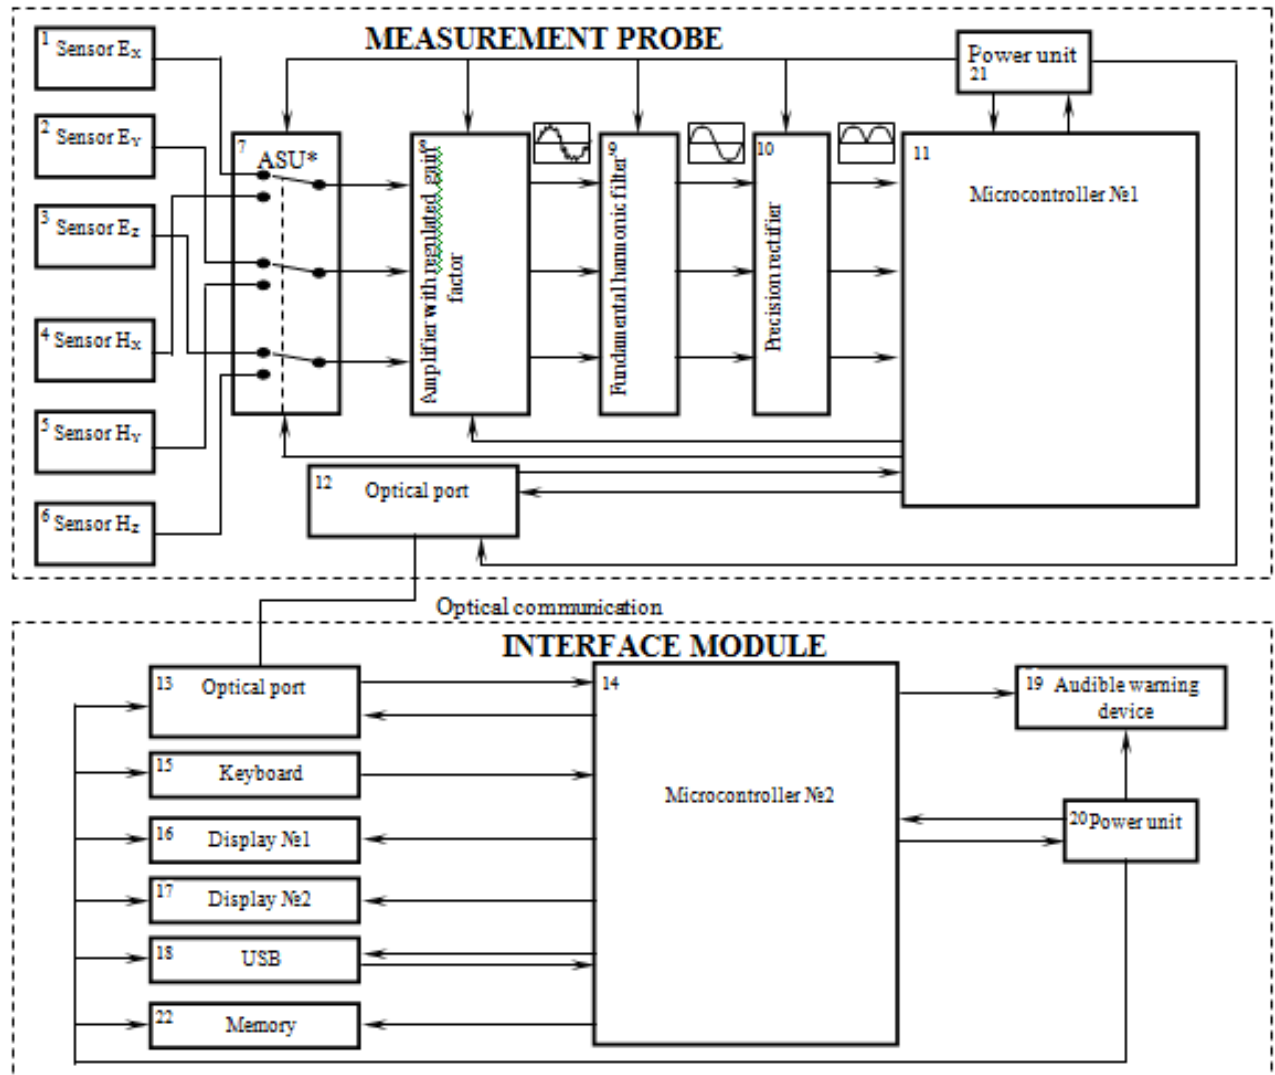 MEASUREMENT PROBE
1 Sensor EX
2 Sensor EY
3 Sensor EZ
4 Sensor HX
5 Sensor HY
6 Sensor HZ
7
ASU*
8
Amplifier with regulated gain
factor
9
Fundamental harmonic filter
10
Precision rectifier
Power unit
21
11
Microcontroller №1
12
Optical port
Optical communication
INTERFACE MODULE
13 Optical port
15 Keyboard
16 Display №1
17 Display №2
18 USB
22 Memory
14
Microcontroller №2
19 Audible warning
device
20 Power unit